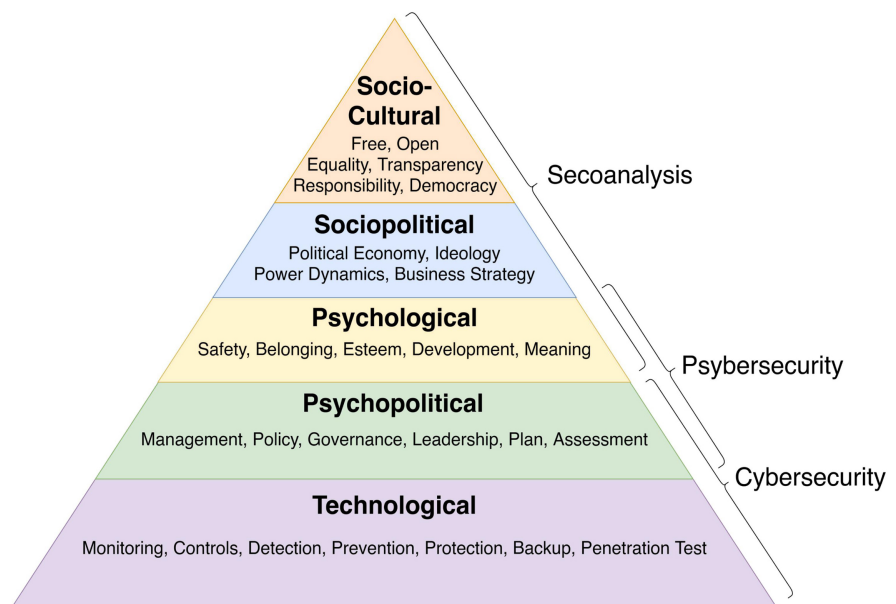 Socio-
Cultural
Free, Open
Equality, Transparency
Responsibility, Democracy
Secoanalysis
Sociopolitical
Political Economy, Ideology
Power Dynamics, Business Strategy
Psychological
Safety, Belonging, Esteem, Development, Meaning
Psybersecurity
Psychopolitical
Management, Policy, Governance, Leadership, Plan, Assessment
Cybersecurity
Technological
Monitoring, Controls, Detection, Prevention, Protection, Backup, Penetration Test